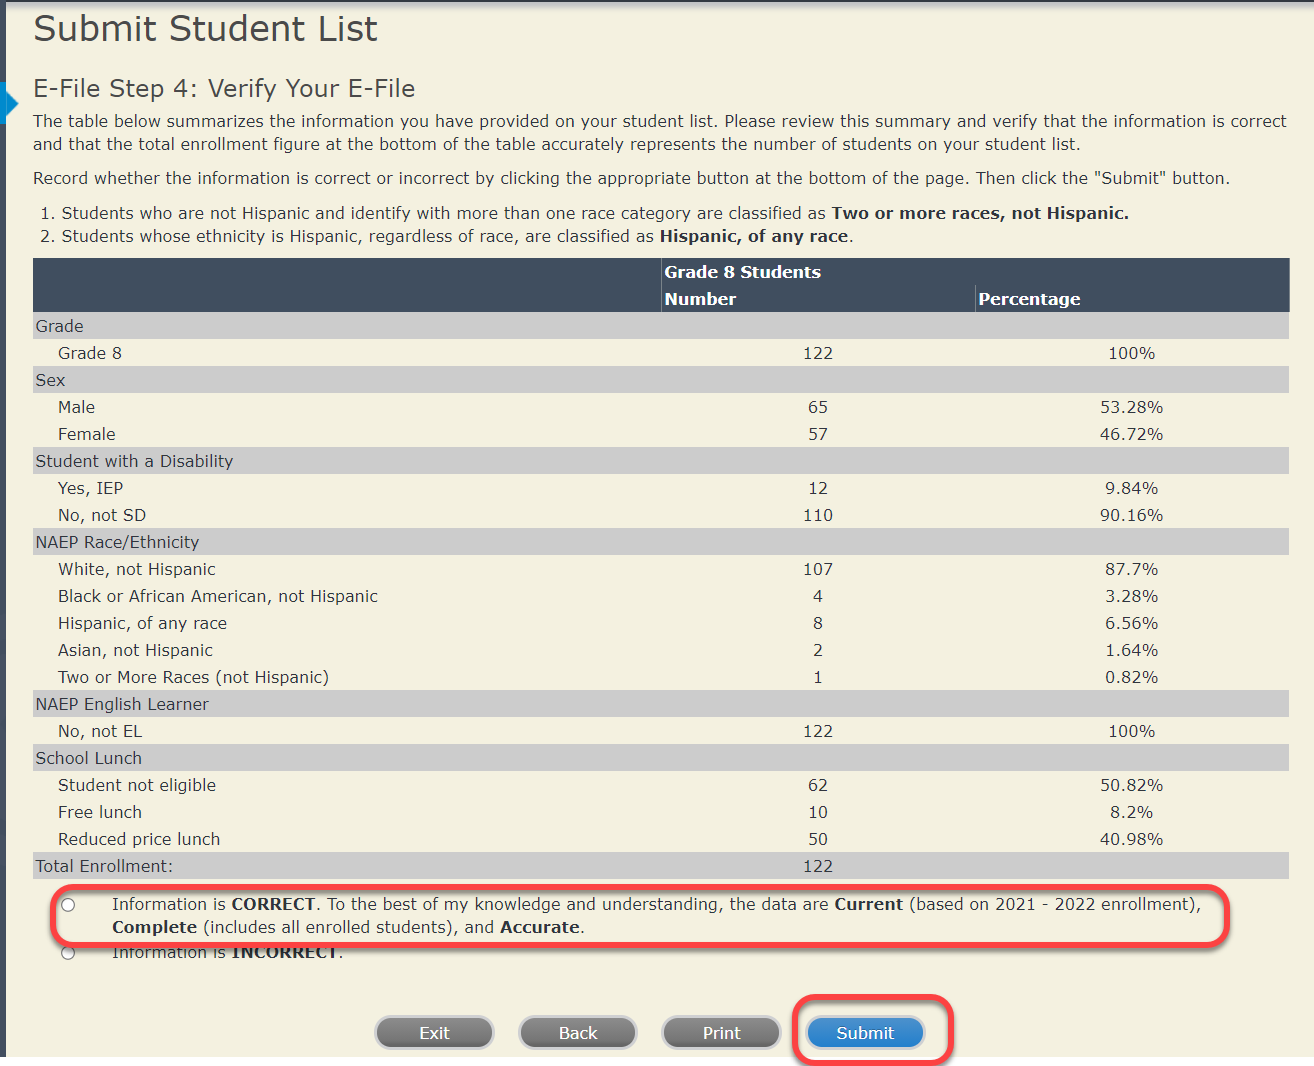 Submit Student List
E-File Step 4: Verify Your E-File
The table below summarizes the information you have provided on your student list. Please review this summary and verify that the information is correct
and that the total enrollment figure at the bottom of the table accurately represents the number of students on your student list.
Record whether the information is correct or incorrect by clicking the appropriate button at the bottom of the page. Then click the "Submit" button.
1. Students who are not Hispanic and identify with more than one race category are classified as Two or more races, not Hispanic.
2. Students whose ethnicity is Hispanic, regardless of race, are classified as Hispanic, of any race.
Grade 8 Students
Number Percentage
Grade
Grade 8 122 100%
Sex
Male 65 53.28%
Female 57 46.72%
Student with a Disability
Yes, IEP 12 9.84%
No, not SD 110 90.16%
NAEP Race/Ethnicity
White, not Hispanic 107 87.7%
Black or African American, not Hispanic 4 3.28%
Hispanic, of any race 8 6.56%
Asian, not Hispanic 2 1.64%
Two or More Races (not Hispanic) 1 0.82%
NAEP English Learner
No, not EL 122 100%
School Lunch
Student not eligible 62 50.82%
Free lunch 10 8.2%
Reduced price lunch 50 40.98%
Total Enrollment: 122
Information is CORRECT. To the best of my knowledge and understanding, the data are Current (based on 2021 - 2022 enrollment),
Complete (includes all enrolled students), and Accurate.
Information is INCORRECT.
Exit Back Print Submit